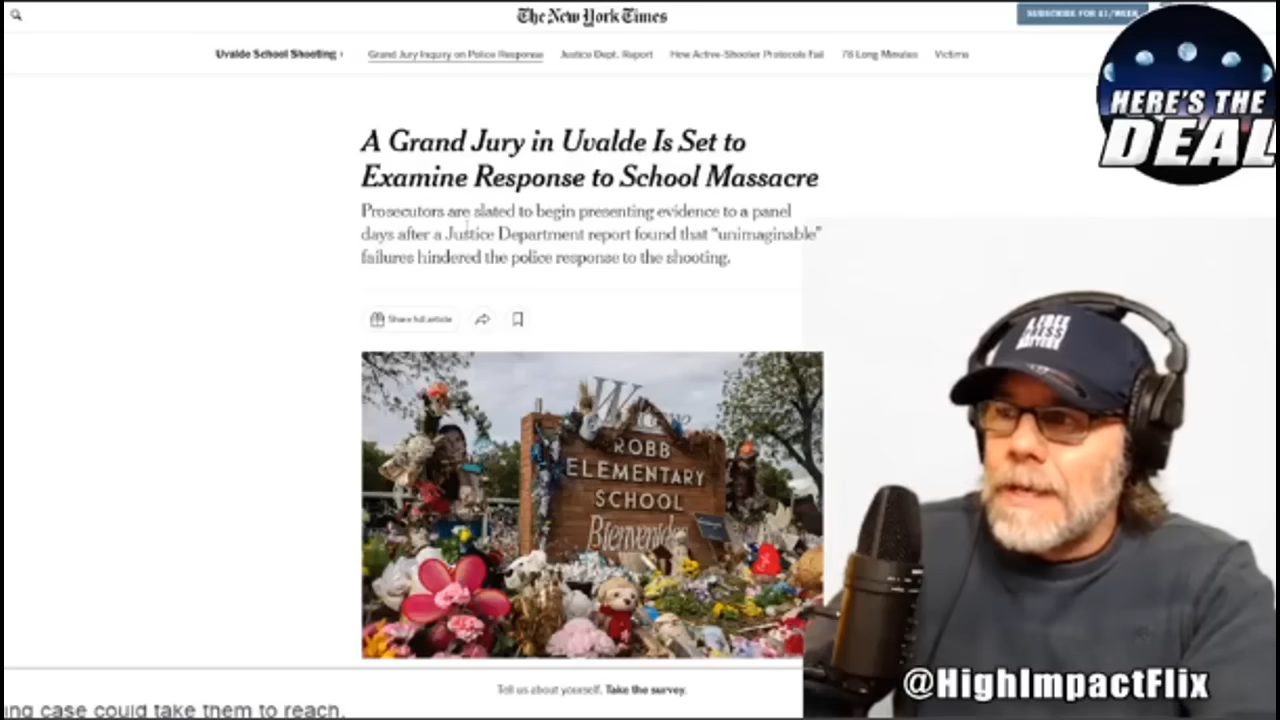 The New York Times
SUBSCRIBE FOR $1/WEEK
Uvalde School Shooting › Grand Jury Inquiry on Police Response Justice Dept. Report How Active-Shooter Protocols Fail 78 Long Minutes Victims
HERE'S THE
DEAL
A Grand Jury in Uvalde Is Set to
Examine Response to School Massacre
Prosecutors are slated to begin presenting evidence to a panel
days after a Justice Department report found that “unimaginable”
failures hindered the police response to the shooting.
Share full article
A FREE
PRESS
MATTERS
ROBB
ELEMENTARY
SCHOOL
Bienvenidos
Tell us about yourself. Take the survey.
@HighImpactFlix
ing case could take them to reach.